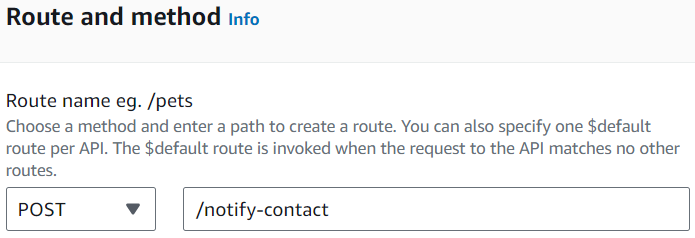 Route and method Info
Route name eg. /pets
Choose a method and enter a path to create a route. You can also specify one $default
route per API. The $default route is invoked when the request to the API matches no other
routes.
POST /notify-contact